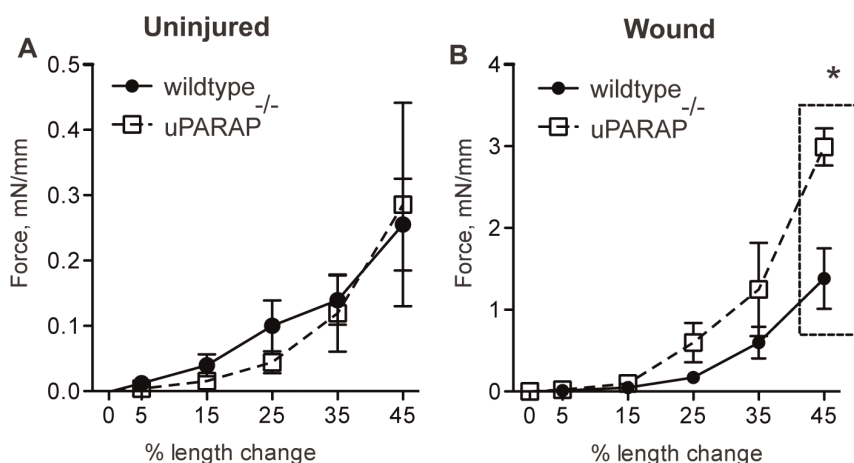 Uninjured
A
0.5
0.4
0.3
0.2
0.1
0.0
Force, mN/mm
wildtype
uPARAP-/-
0 5 15 25 35 45
% length change
Wound
B
4
3
2
1
0
Force, mN/mm
wildtype
uPARAP-/-
*
0 5 15 25 35 45
% length change